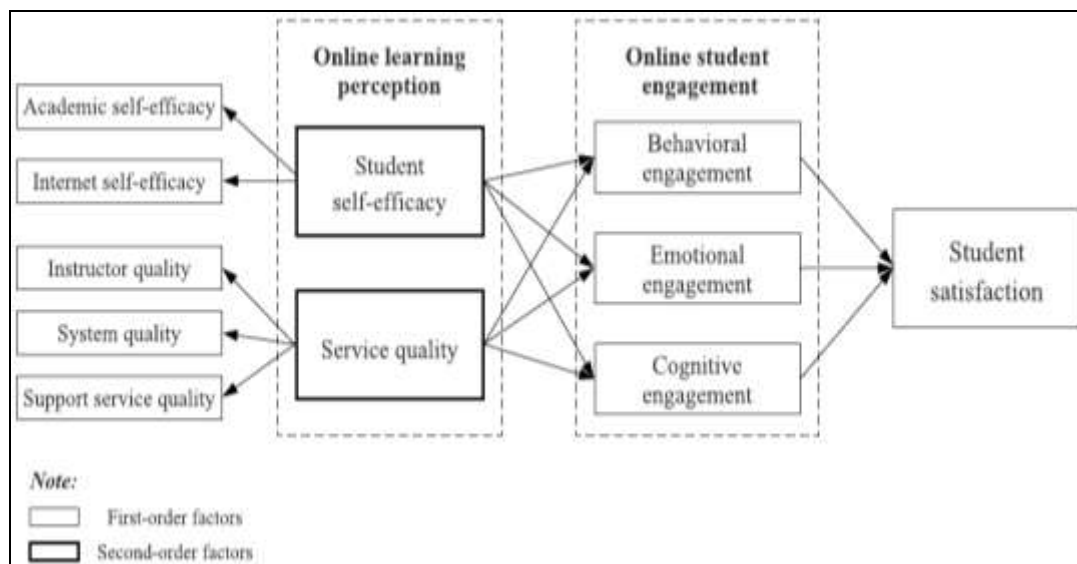 Online learning
perception
Online student
engagement
Academic self-efficacy
Internet self-efficacy
Instructor quality
System quality
Support service quality
Student
self-efficacy
Service quality
Behavioral
engagement
Emotional
engagement
Cognitive
engagement
Student
satisfaction
Note:
First-order factors
Second-order factors